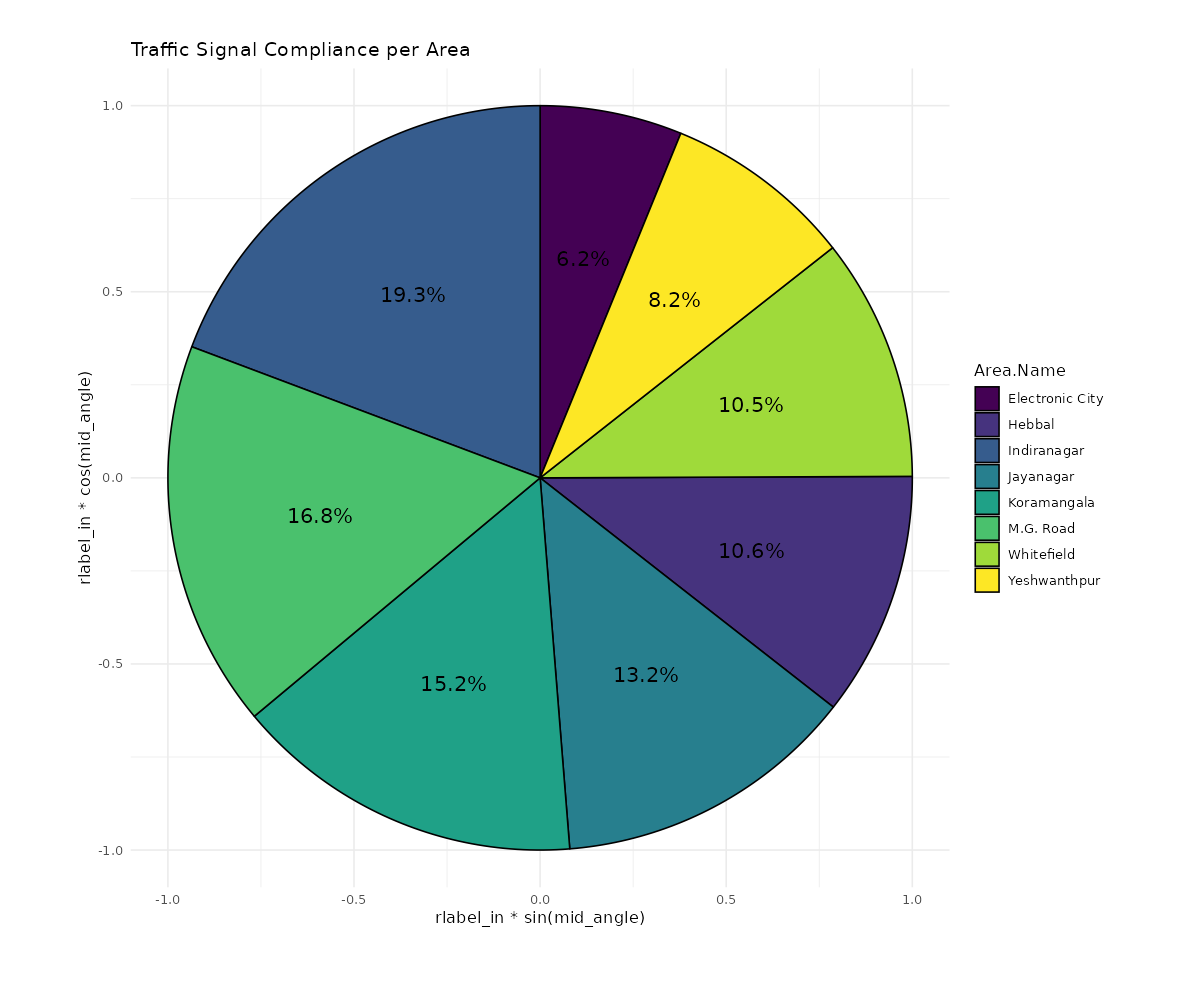 Traffic Signal Compliance per Area
1.0
0.5
0.0
-0.5
-1.0
rlabel_in * cos(mid_angle)
6.2%
8.2%
19.3%
10.5%
16.8%
10.6%
15.2%
13.2%
-1.0
-0.5
0.0
0.5
1.0
rlabel_in * sin(mid_angle)
Area.Name
Electronic City
Hebbal
Indiranagar
Jayanagar
Koramangala
M.G. Road
Whitefield
Yeshwanthpur